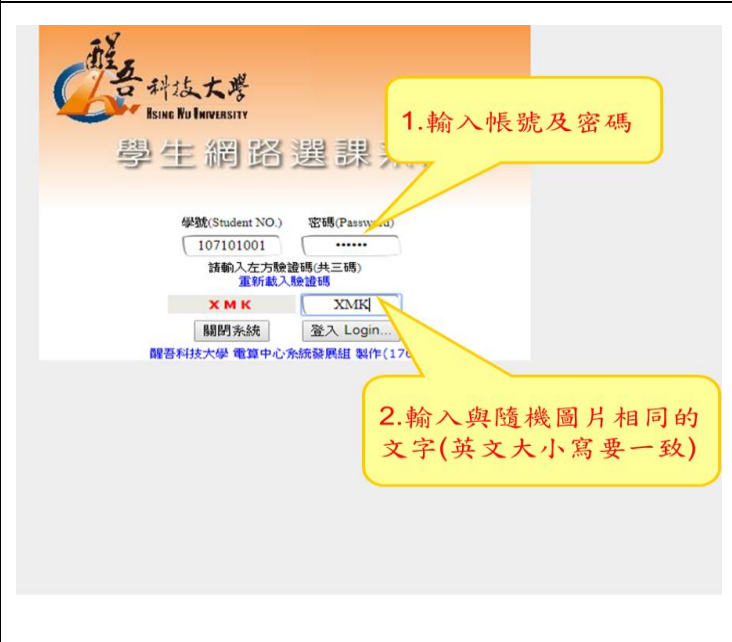 醒吾科技大學
HSING WU UNIVERSITY
學生網路選課
1.輸入帳號及密碼
學號(Student NO.) 密碼(Password)
107101001 ••••••
請輸入左方驗證碼(共三碼)
重新載入驗證碼
X M K XMK
關閉系統 登入 Login...
醒吾科技大學 電算中心系統發展組 製作(176
2.輸入與隨機圖片相同的
文字(英文大小寫要一致)